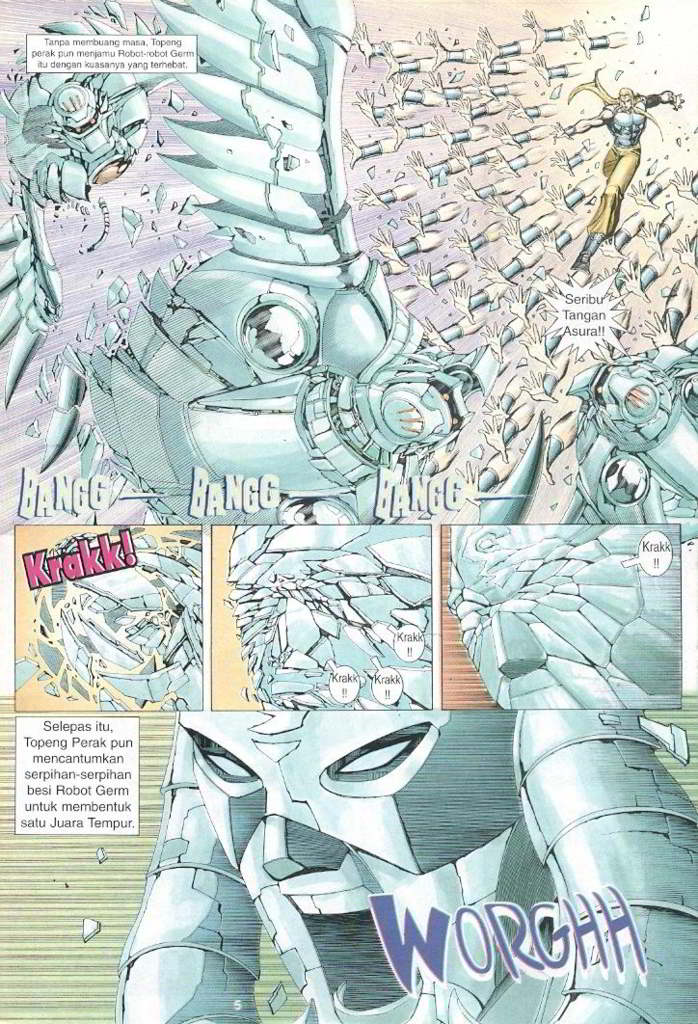 Tanpa membuang masa, Topeng
perak pun menjamu Robot-robot Germ
itu dengan kuasanya yang terhebat.
Seribu
Tangan
Asura!!
BANGG
BANGG
BANGG
Krakk!
Krakk
!!
Krakk
!!
Krakk
!!
Krakk
!!
Selepas itu,
Topeng Perak pun
mencantumkan
serpihan-serpihan
besi Robot Germ
untuk membentuk
satu Juara Tempur.
WORGHH
5